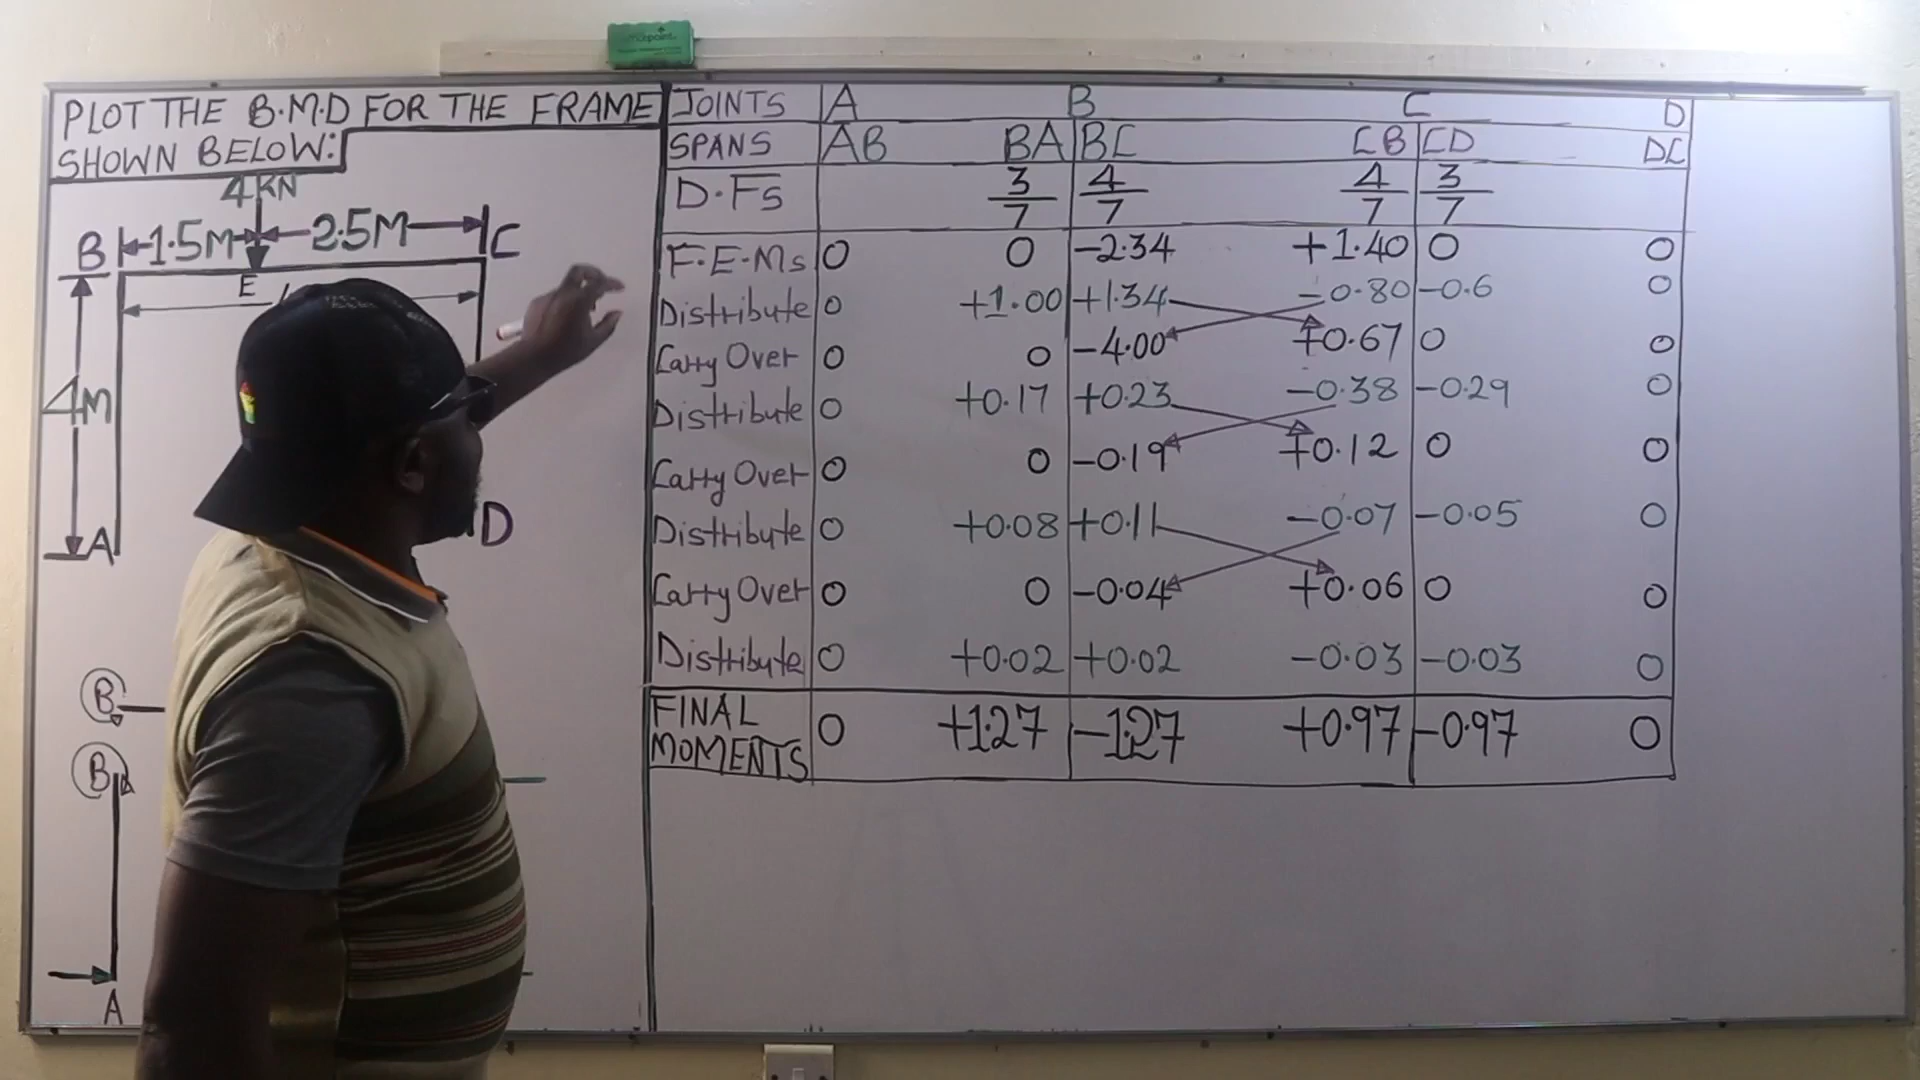 PLOT THE B.M.D FOR THE FRAME
SHOWN BELOW:
4KN
B 1.5M 2.5M C
E
4M
A
D
B
B
A
JOINTS A B C D
SPANS AB BA BC CB CD DC
D.Fs 3/7 4/7 4/7 3/7
F.E.Ms 0 0 -2.34 +1.40 0 0
Distribute 0 +1.00 +1.34 -0.80 -0.6 0
Carry Over 0 0 -4.00 +0.67 0 0
Distribute 0 +0.17 +0.23 -0.38 -0.29 0
Carry Over 0 0 -0.19 +0.12 0 0
Distribute 0 +0.08 +0.11 -0.07 -0.05 0
Carry Over 0 0 -0.04 +0.06 0 0
Distribute 0 +0.02 +0.02 -0.03 -0.03 0
FINAL
MOMENTS 0 +1.27 -1.27 +0.97 -0.97 0